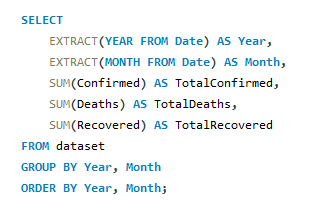 SELECT
    EXTRACT(YEAR FROM Date) AS Year,
    EXTRACT(MONTH FROM Date) AS Month,
    SUM(Confirmed) AS TotalConfirmed,
    SUM(Deaths) AS TotalDeaths,
    SUM(Recovered) AS TotalRecovered
FROM dataset
GROUP BY Year, Month
ORDER BY Year, Month;